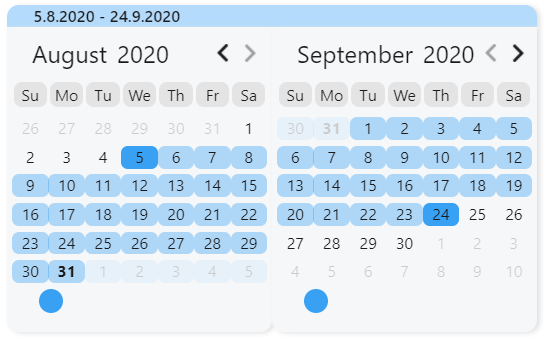 5.8.2020 - 24.9.2020
August 2020
Su Mo Tu We Th Fr Sa
26 27 28 29 30 31 1
2 3 4 5 6 7 8
9 10 11 12 13 14 15
16 17 18 19 20 21 22
23 24 25 26 27 28 29
30 31 1 2 3 4 5
September 2020
Su Mo Tu We Th Fr Sa
30 31 1 2 3 4 5
6 7 8 9 10 11 12
13 14 15 16 17 18 19
20 21 22 23 24 25 26
27 28 29 30 1 2 3
4 5 6 7 8 9 10